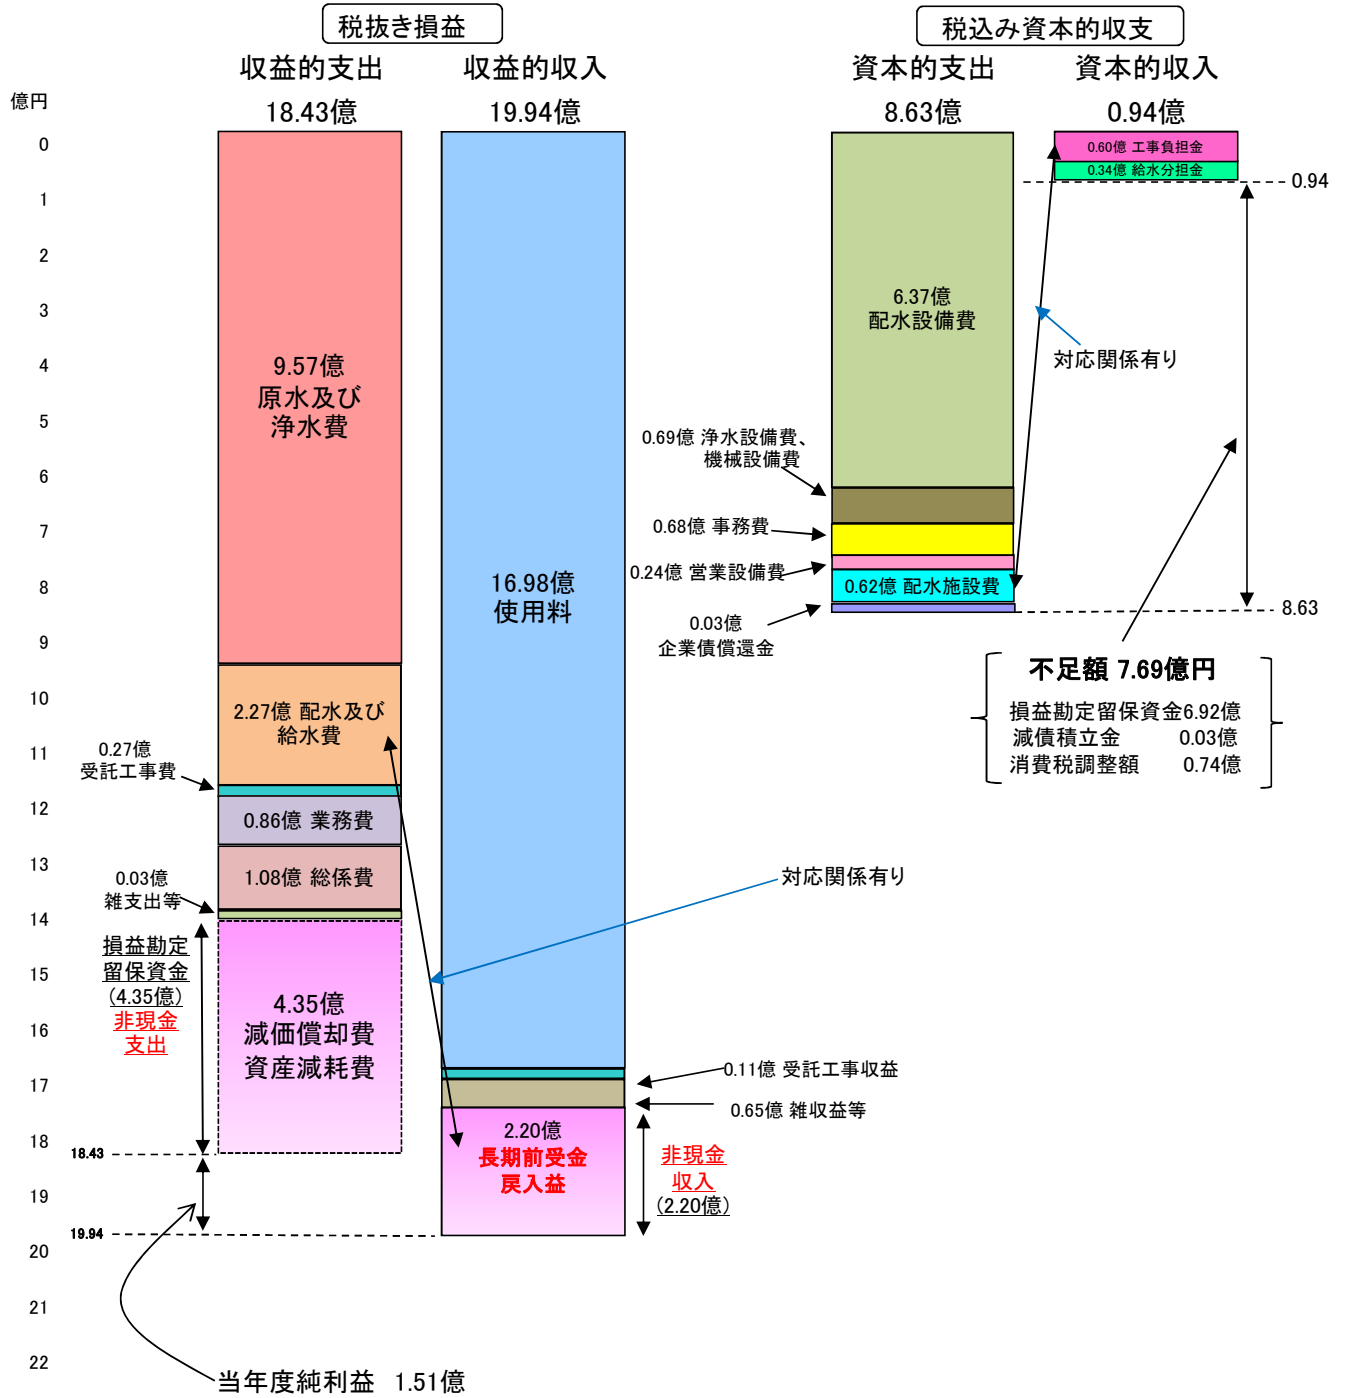 税抜き損益
税込み資本的収支
収益的支出
収益的収入
資本的支出
資本的収入
億円
18.43億
19.94億
8.63億
0.94億
0
1
2
3
4
5
6
7
8
9
10
11
12
13
14
15
16
17
18
18.43
19
19.94
20
21
22
9.57億
原水及び
浄水費
2.27億 配水及び
給水費
0.27億
受託工事費
0.86億 業務費
1.08億 総係費
0.03億
雑支出等
損益勘定
留保資金
(4.35億)
非現金
支出
4.35億
減価償却費
資産減耗費
当年度純利益 1.51億
16.98億
使用料
0.11億 受託工事収益
0.65億 雑収益等
2.20億
長期前受金
戻入益
非現金
収入
(2.20億)
対応関係有り
6.37億
配水設備費
0.69億 浄水設備費、
機械設備費
0.68億 事務費
0.24億 営業設備費
0.62億 配水施設費
0.03億
企業債償還金
0.60億 工事負担金
0.34億 給水分担金
0.94
対応関係有り
8.63
不足額 7.69億円
損益勘定留保資金6.92億
減債積立金 0.03億
消費税調整額 0.74億